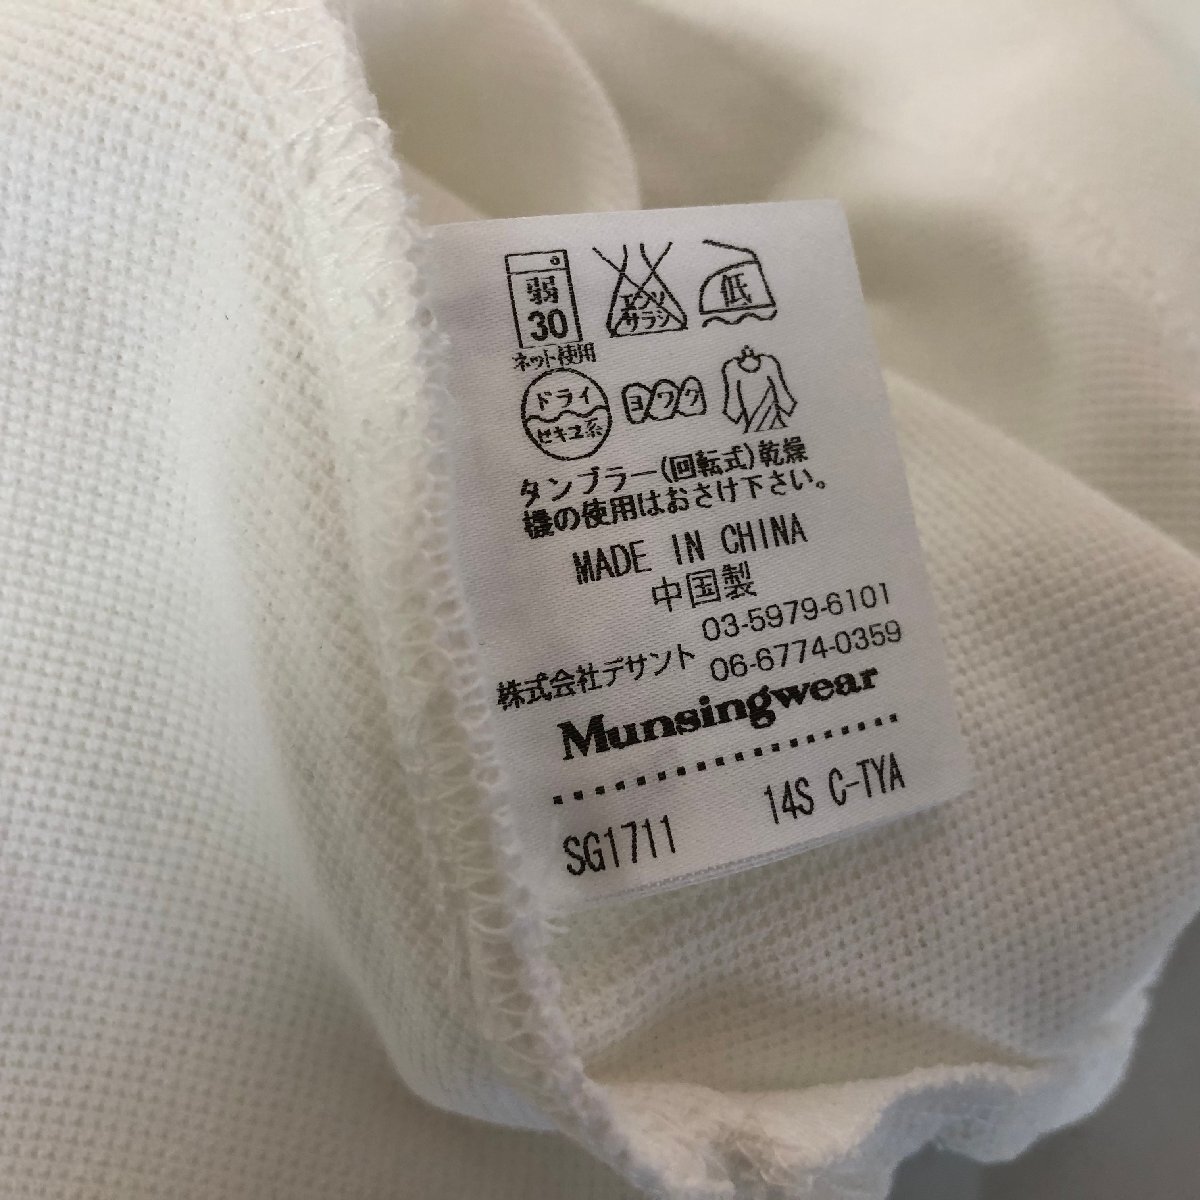 弱
30
ネット使用
エンソ
サラシ
低
ドライ
セキユ系
ヨワク
タンブラー(回転式)乾燥
機の使用はおさけ下さい。
MADE IN CHINA
中国製
03-5979-6101
株式会社デサント
06-6774-0359
Munsingwear
SG1711 14S C-TYA